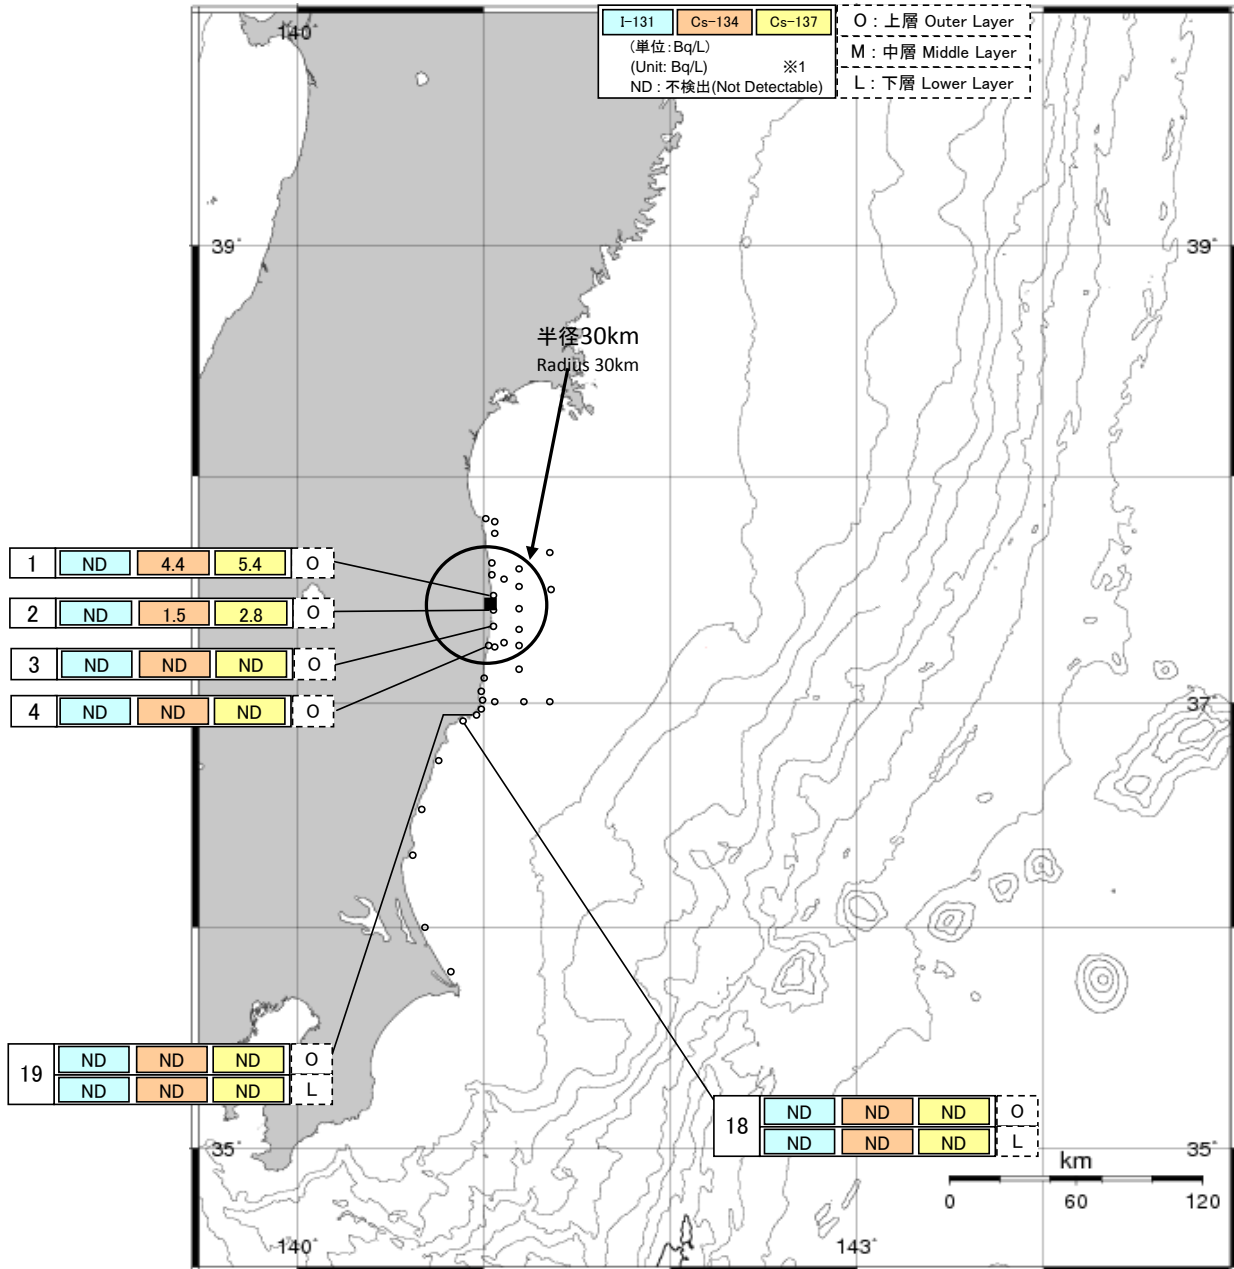 140°
I-131 Cs-134 Cs-137
(単位:Bq/L)
(Unit: Bq/L) ※1
ND : 不検出(Not Detectable)
O : 上層 Outer Layer
M : 中層 Middle Layer
L : 下層 Lower Layer
39° 39°
半径30km
Radius 30km
1 ND 4.4 5.4 O
2 ND 1.5 2.8 O
3 ND ND ND O
4 ND ND ND O
37°
19 ND ND ND O
ND ND ND L
18 ND ND ND O
ND ND ND L
35° 35°
km
0 60 120
140° 143°